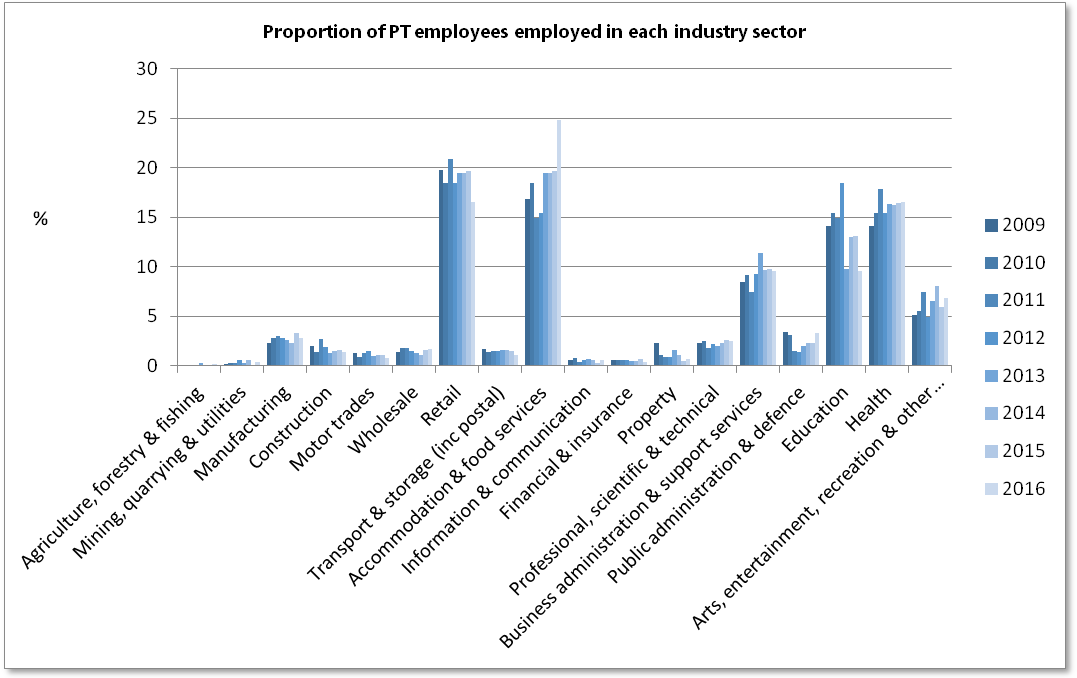 Proportion of PT employees employed in each industry sector
30
25
20
15
10
5
0
%
Agriculture, forestry & fishing
Mining, quarrying & utilities
Manufacturing
Construction
Motor trades
Wholesale
Retail
Transport & storage (inc postal)
Accommodation & food services
Information & communication
Financial & insurance
Property
Professional, scientific & technical
Business administration & support services
Public administration & defence
Education
Health
Arts, entertainment, recreation & other...
2009
2010
2011
2012
2013
2014
2015
2016